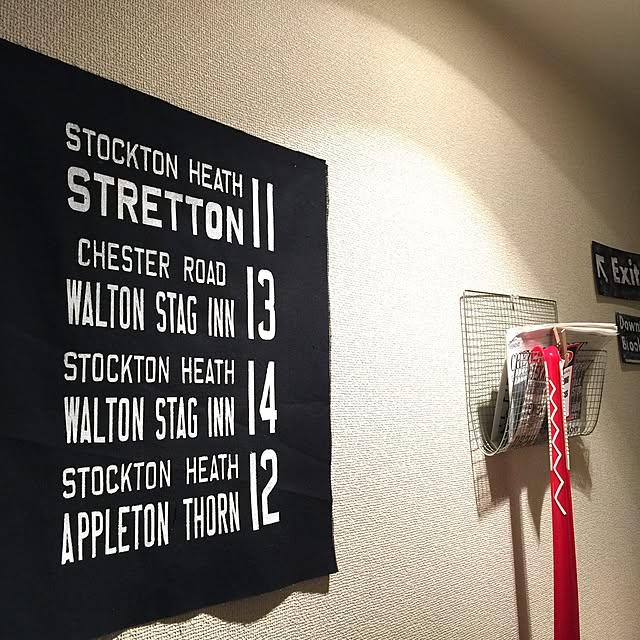 STOCKTON HEATH
STRETTON 11
CHESTER ROAD
WALTON STAG INN 13
STOCKTON HEATH
WALTON STAG INN 14
STOCKTON HEATH
APPLETON THORN 12
↖ Exit
Down